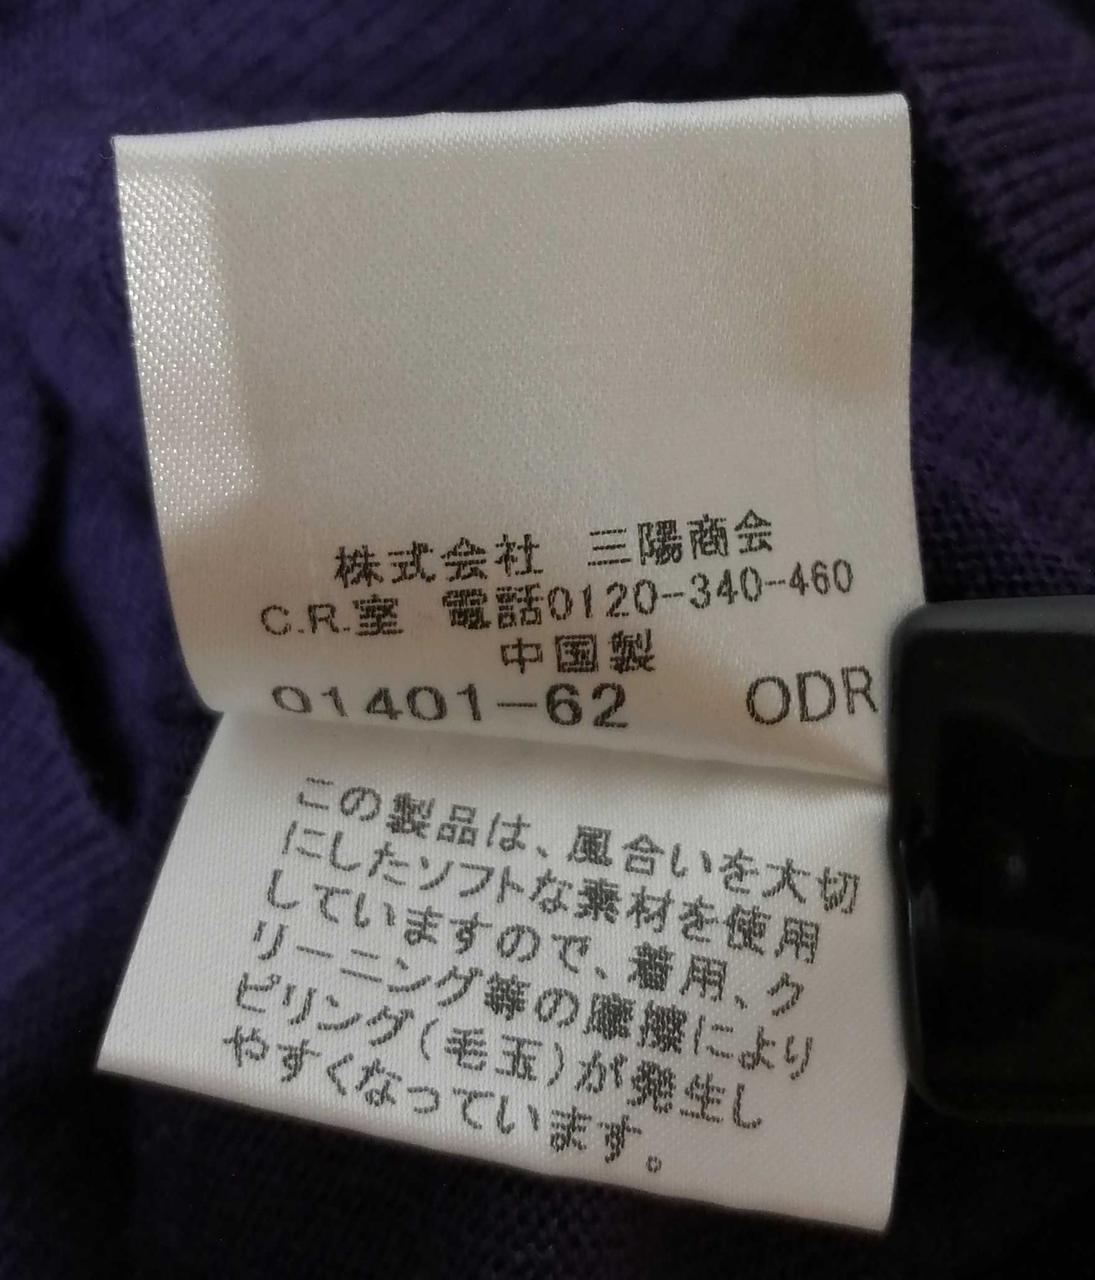 株式会社 三陽商会
C.R.室 電話0120-340-460
中国製
01401-62 ODR
この製品は、風合いを大切
にしたソフトな素材を使用
していますので、着用、ク
リーニング等の摩擦により
ピリング(毛玉)が発生し
やすくなっています。